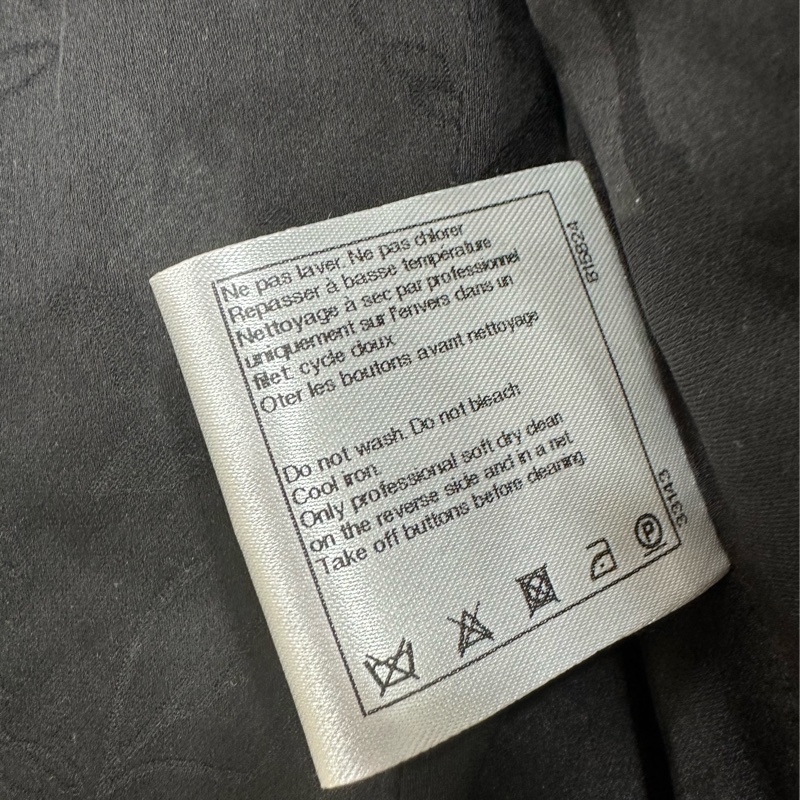 Ne pas laver. Ne pas chlorer
Repasser à basse température
Nettoyage à sec par professionnel
uniquement sur l'envers dans un
filet. cycle doux
Oter les boutons avant nettoyage
Do not wash. Do not bleach
Cool iron.
Only professional soft dry clean
on the reverse side and in a net
Take off buttons before cleaning.
P
815824
33143